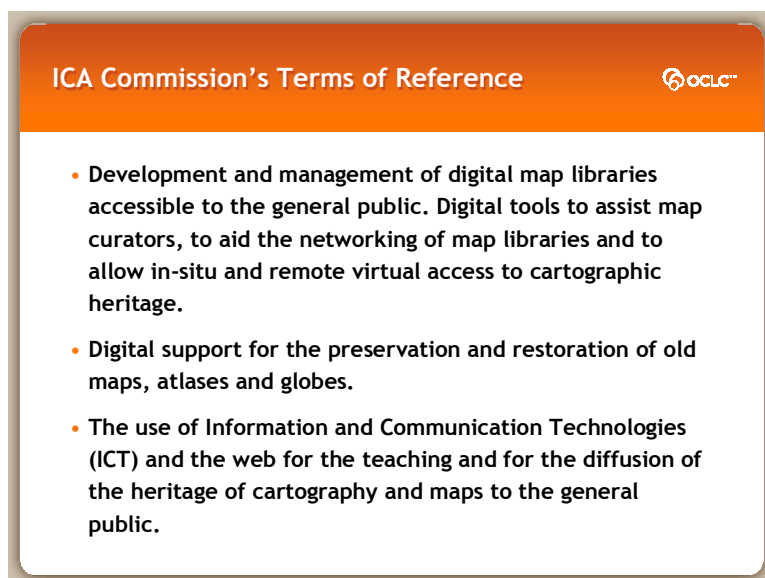 ICA Commission's Terms of Reference
OCLC™
• Development and management of digital map libraries
accessible to the general public. Digital tools to assist map
curators, to aid the networking of map libraries and to
allow in-situ and remote virtual access to cartographic
heritage.
• Digital support for the preservation and restoration of old
maps, atlases and globes.
• The use of Information and Communication Technologies
(ICT) and the web for the teaching and for the diffusion of
the heritage of cartography and maps to the general
public.